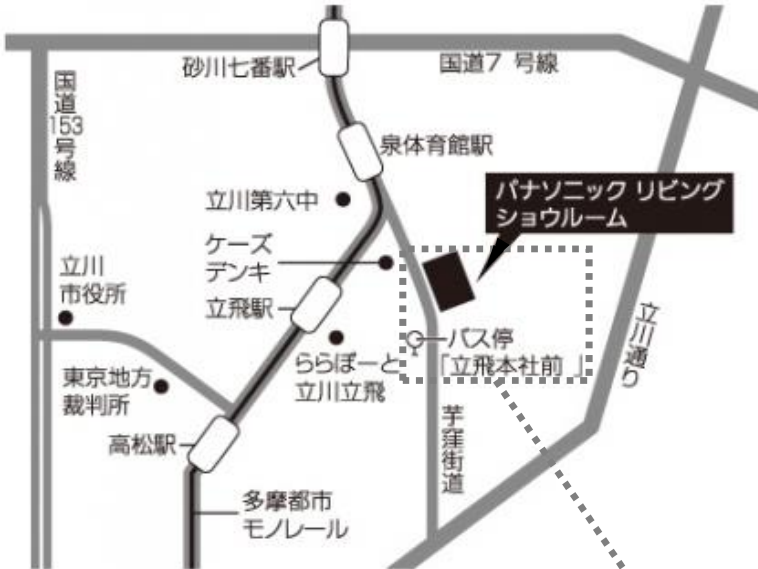 砂川七番駅
国道7 号線
国道153号線
泉体育館駅
パナソニック リビング
ショウルーム
立川第六中
ケーズ
デンキ
立川
市役所
立飛駅
立川通り
バス停
「立飛本社前 」
ららぽーと
立川立飛
東京地方
裁判所
芋窪街道
高松駅
多摩都市
モノレール